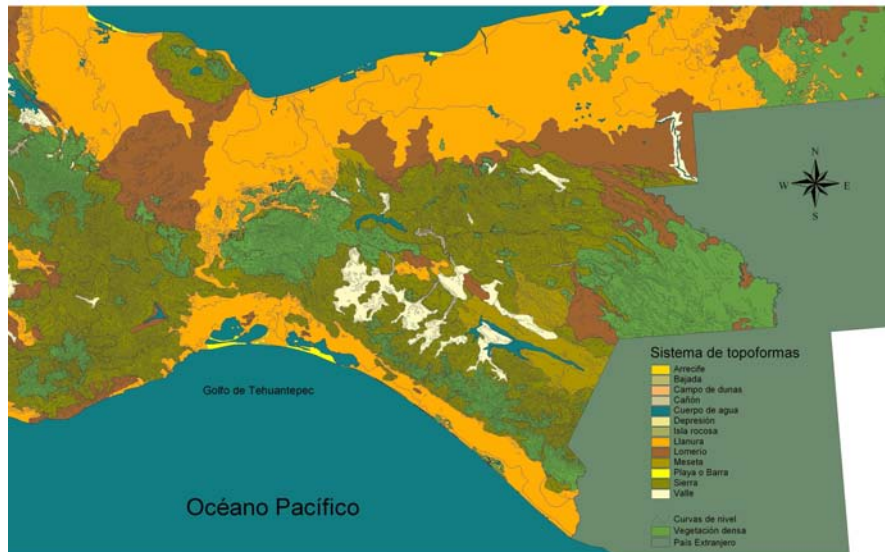 N
W E
S
Golfo de Tehuantepec
Océano Pacífico
Sistema de topoformas
Arrecife
Bajada
Campo de dunas
Cañón
Cuerpo de agua
Depresión
Isla rocosa
Llanura
Lomerío
Meseta
Playa o Barra
Sierra
Valle
Curvas de nivel
Vegetación densa
País Extranjero